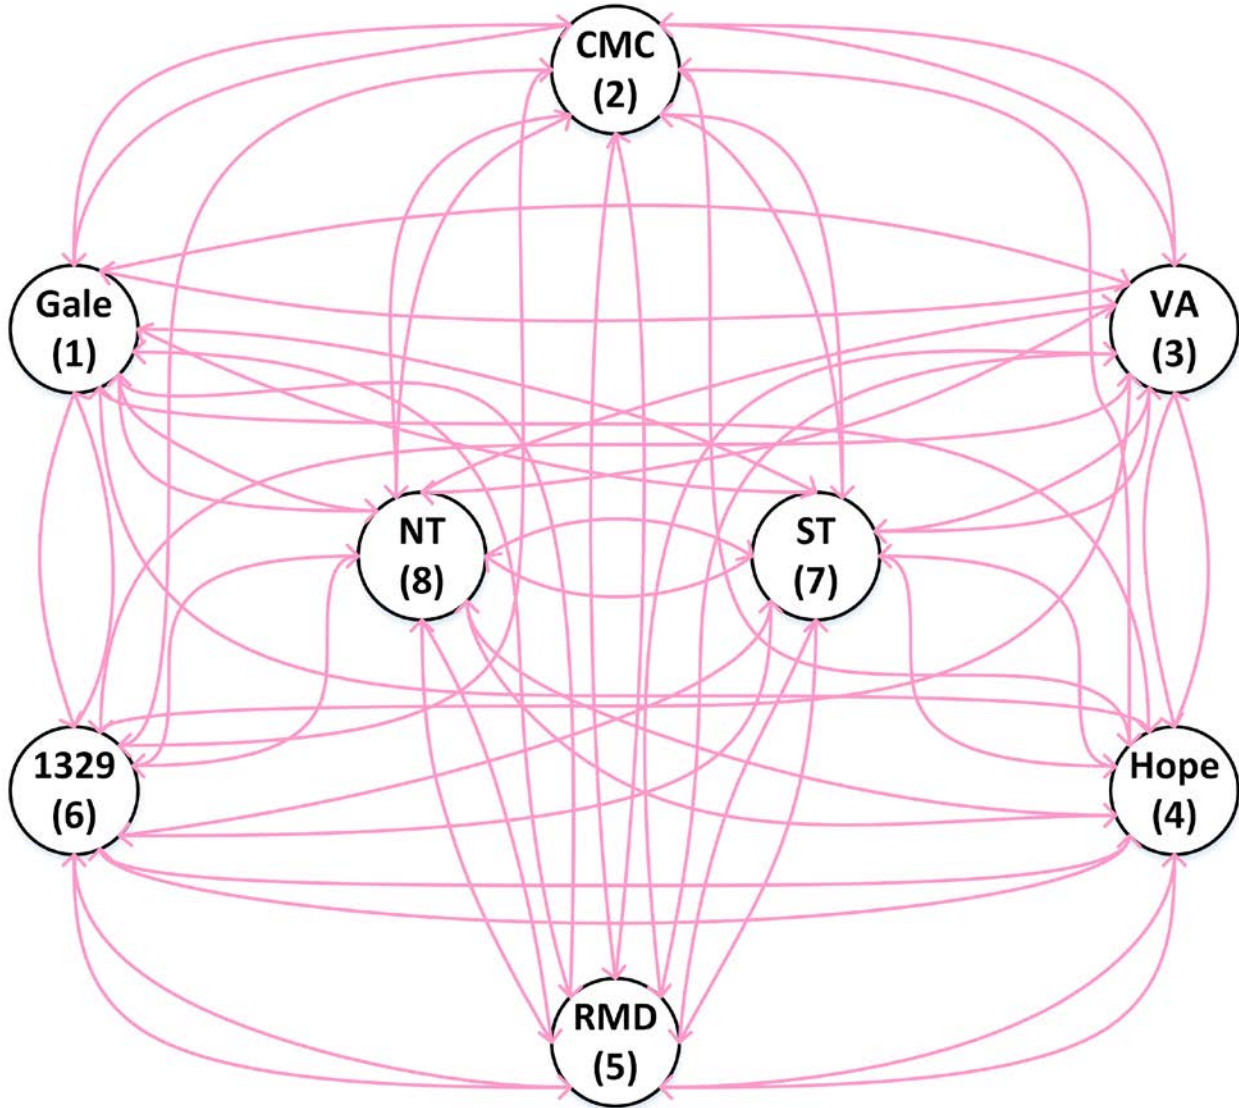 CMC
(2)
Gale
(1)
VA
(3)
NT
(8)
ST
(7)
1329
(6)
Hope
(4)
RMD
(5)